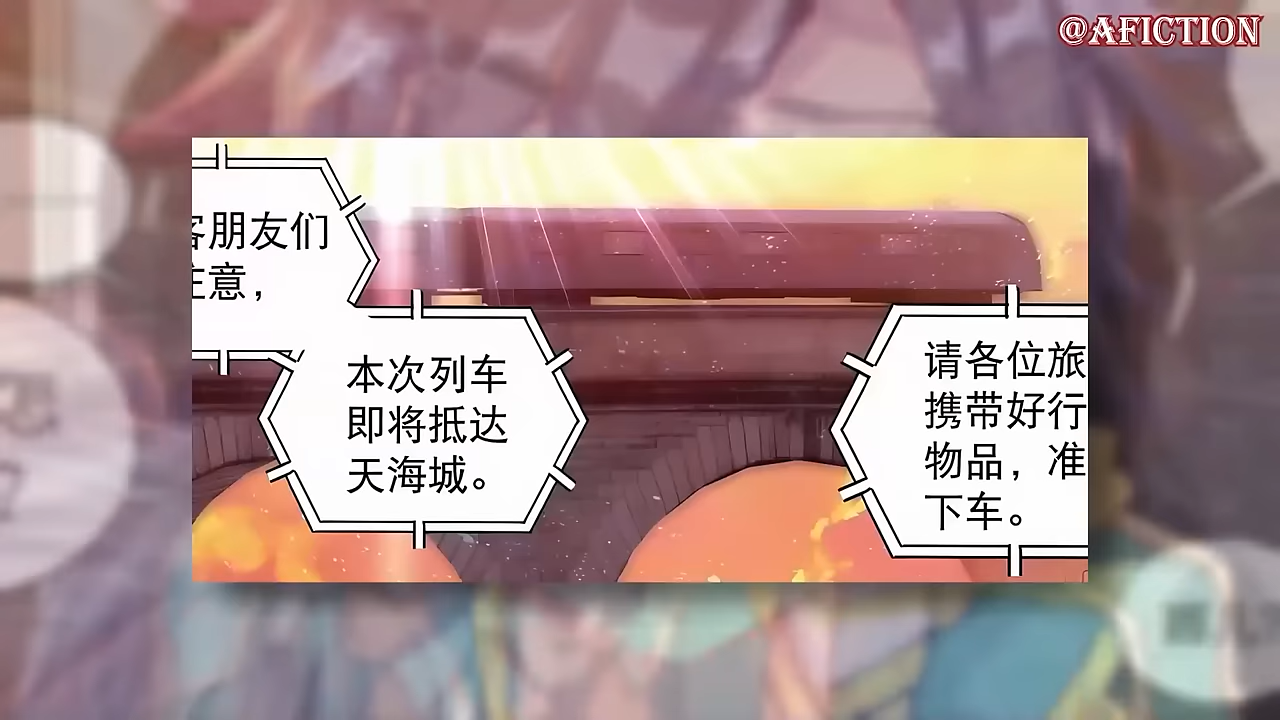 @AFICTION
客朋友们
注意，
本次列车
即将抵达
天海城。
请各位旅
携带好行
物品，准
下车。